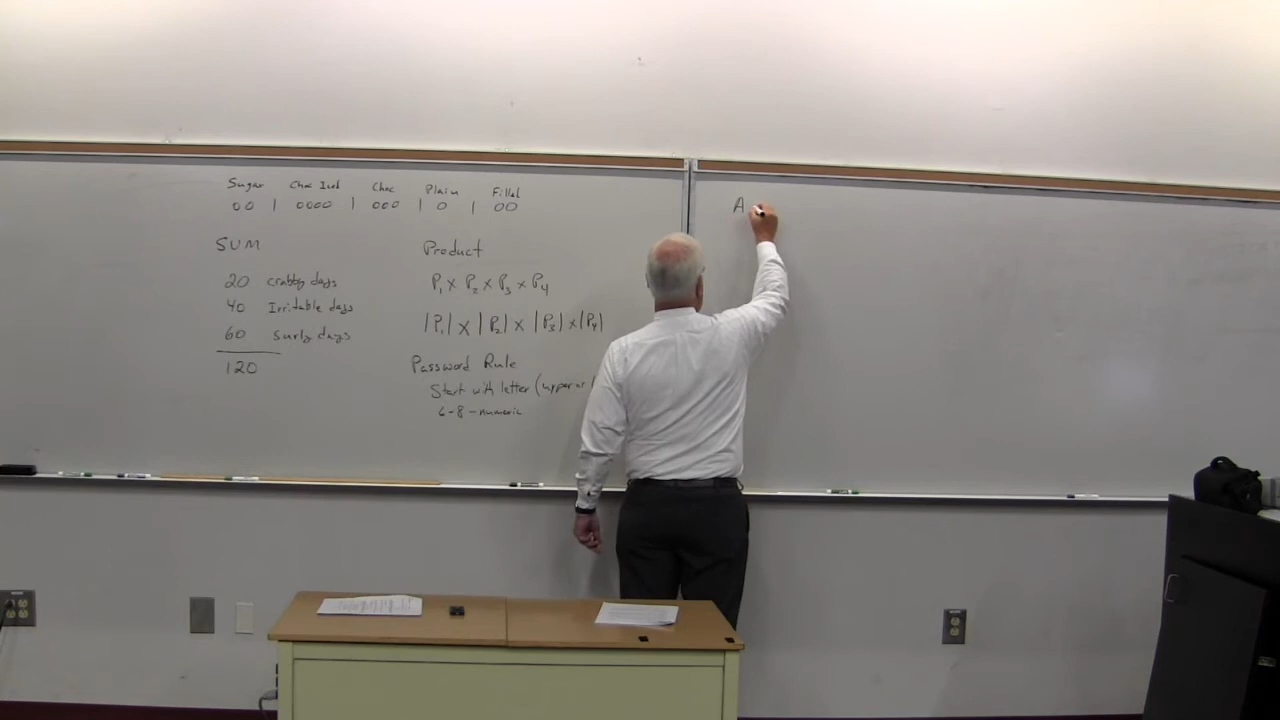 Sugar Choc Iced Choc Plain Filled
00 | 0000 | 000 | 0 | 00
SUM
20 crabby days
40 Irritable days
60 surly days
120
Product
P1 x P2 x P3 x P4
|P1| x |P2| x |P3| x |P4|
Password Rule
Start with letter (upper or
6-8 - numeric
A